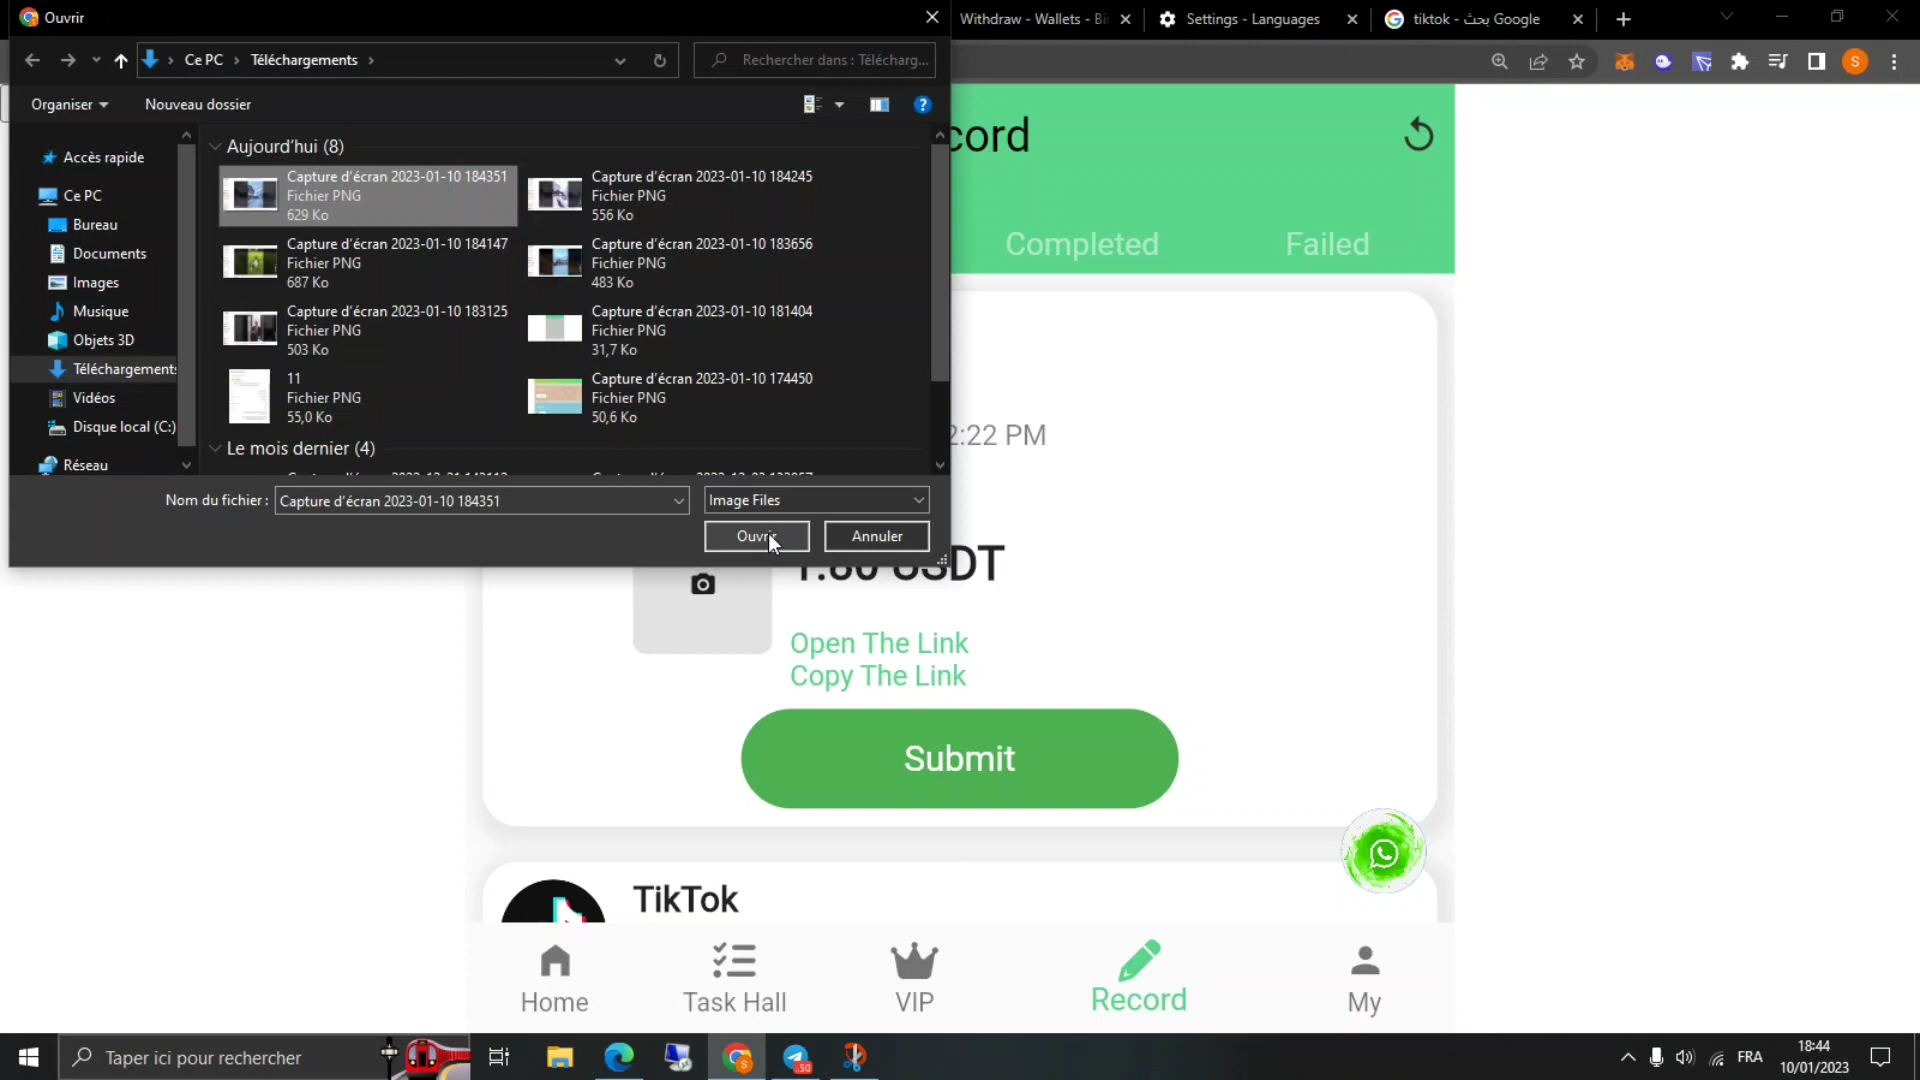 Ouvrir
Withdraw - Wallets - Bi
Settings - Languages
tiktok - بحث Google
Ce PC
Téléchargements
Rechercher dans : Télécharg...
S
Organiser
Nouveau dossier
Accès rapide
Ce PC
Bureau
Documents
Images
Musique
Objets 3D
Téléchargements
Vidéos
Disque local (C:)
Réseau
Aujourd'hui (8)
Capture d'écran 2023-01-10 184351
Fichier PNG
629 Ko
Capture d'écran 2023-01-10 184245
Fichier PNG
556 Ko
Capture d'écran 2023-01-10 184147
Fichier PNG
687 Ko
Capture d'écran 2023-01-10 183656
Fichier PNG
483 Ko
Capture d'écran 2023-01-10 183125
Fichier PNG
503 Ko
Capture d'écran 2023-01-10 181404
Fichier PNG
31,7 Ko
11
Fichier PNG
55,0 Ko
Capture d'écran 2023-01-10 174450
Fichier PNG
50,6 Ko
Le mois dernier (4)
Nom du fichier :
Capture d'écran 2023-01-10 184351
Image Files
Ouvrir
Annuler
cord
Completed
Failed
2:22 PM
1.80 USDT
Open The Link
Copy The Link
Submit
TikTok
Home
Task Hall
VIP
Record
My
Taper ici pour rechercher
FRA
18:44
10/01/2023